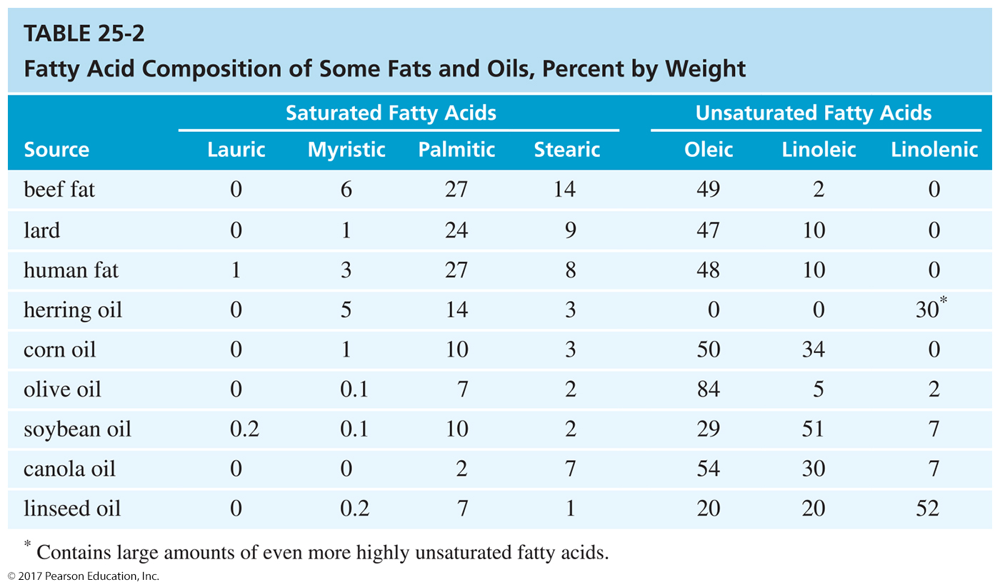 TABLE 25-2
Fatty Acid Composition of Some Fats and Oils, Percent by Weight
Saturated Fatty Acids Unsaturated Fatty Acids
Source Lauric Myristic Palmitic Stearic Oleic Linoleic Linolenic
beef fat 0 6 27 14 49 2 0
lard 0 1 24 9 47 10 0
human fat 1 3 27 8 48 10 0
herring oil 0 5 14 3 0 0 30*
corn oil 0 1 10 3 50 34 0
olive oil 0 0.1 7 2 84 5 2
soybean oil 0.2 0.1 10 2 29 51 7
canola oil 0 0 2 7 54 30 7
linseed oil 0 0.2 7 1 20 20 52
* Contains large amounts of even more highly unsaturated fatty acids.
© 2017 Pearson Education, Inc.